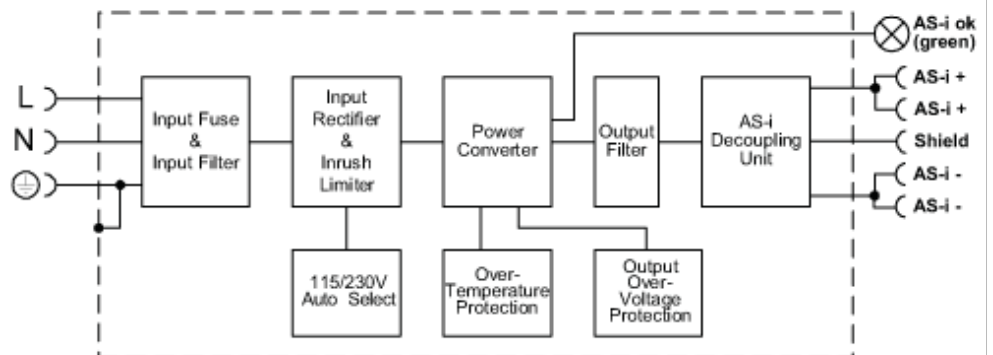 AS-i ok
(green)
L
N
Input Fuse
&
Input Filter
Input
Rectifier
&
Inrush
Limiter
Power
Converter
Output
Filter
AS-i
Decoupling
Unit
AS-i +
AS-i +
Shield
AS-i -
AS-i -
115/230V
Auto Select
Over-
Temperature
Protection
Output
Over-
Voltage
Protection